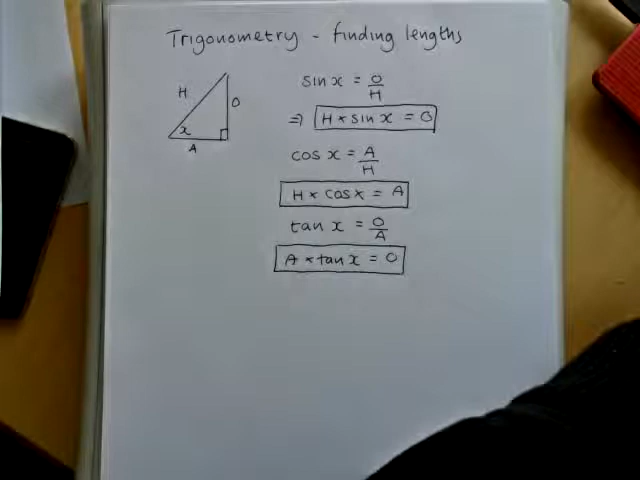 Trigonometry - finding lengths
H
O
x
A
sin x = O/H
⇒ H × sin x = O
cos x = A/H
H × cos x = A
tan x = O/A
A × tan x = O